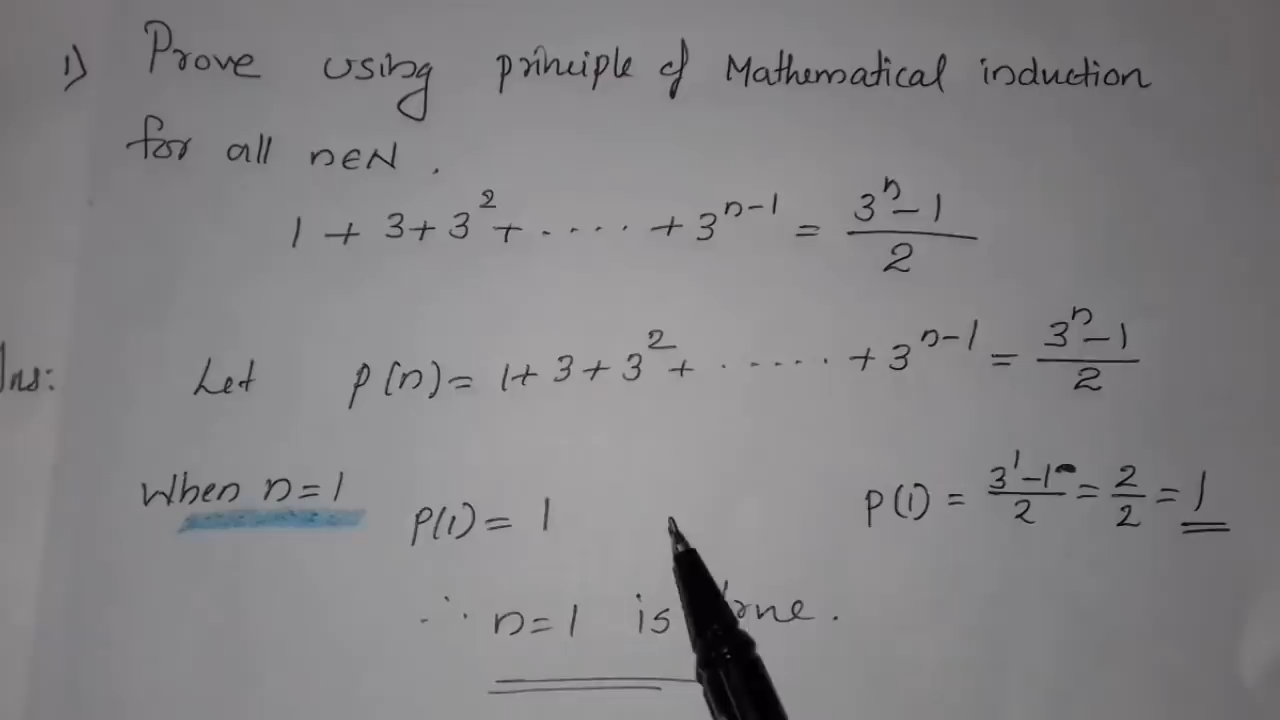 1) Prove using principle of Mathematical induction
for all n∈N.
1 + 3 + 3² + ..... + 3ⁿ⁻¹ = (3ⁿ - 1)/2
Let P(n) = 1 + 3 + 3² + ...... + 3ⁿ⁻¹ = (3ⁿ - 1)/2
When n=1 P(1) = 1 P(1) = (3¹ - 1)/2 = 2/2 = 1
∴ n=1 is